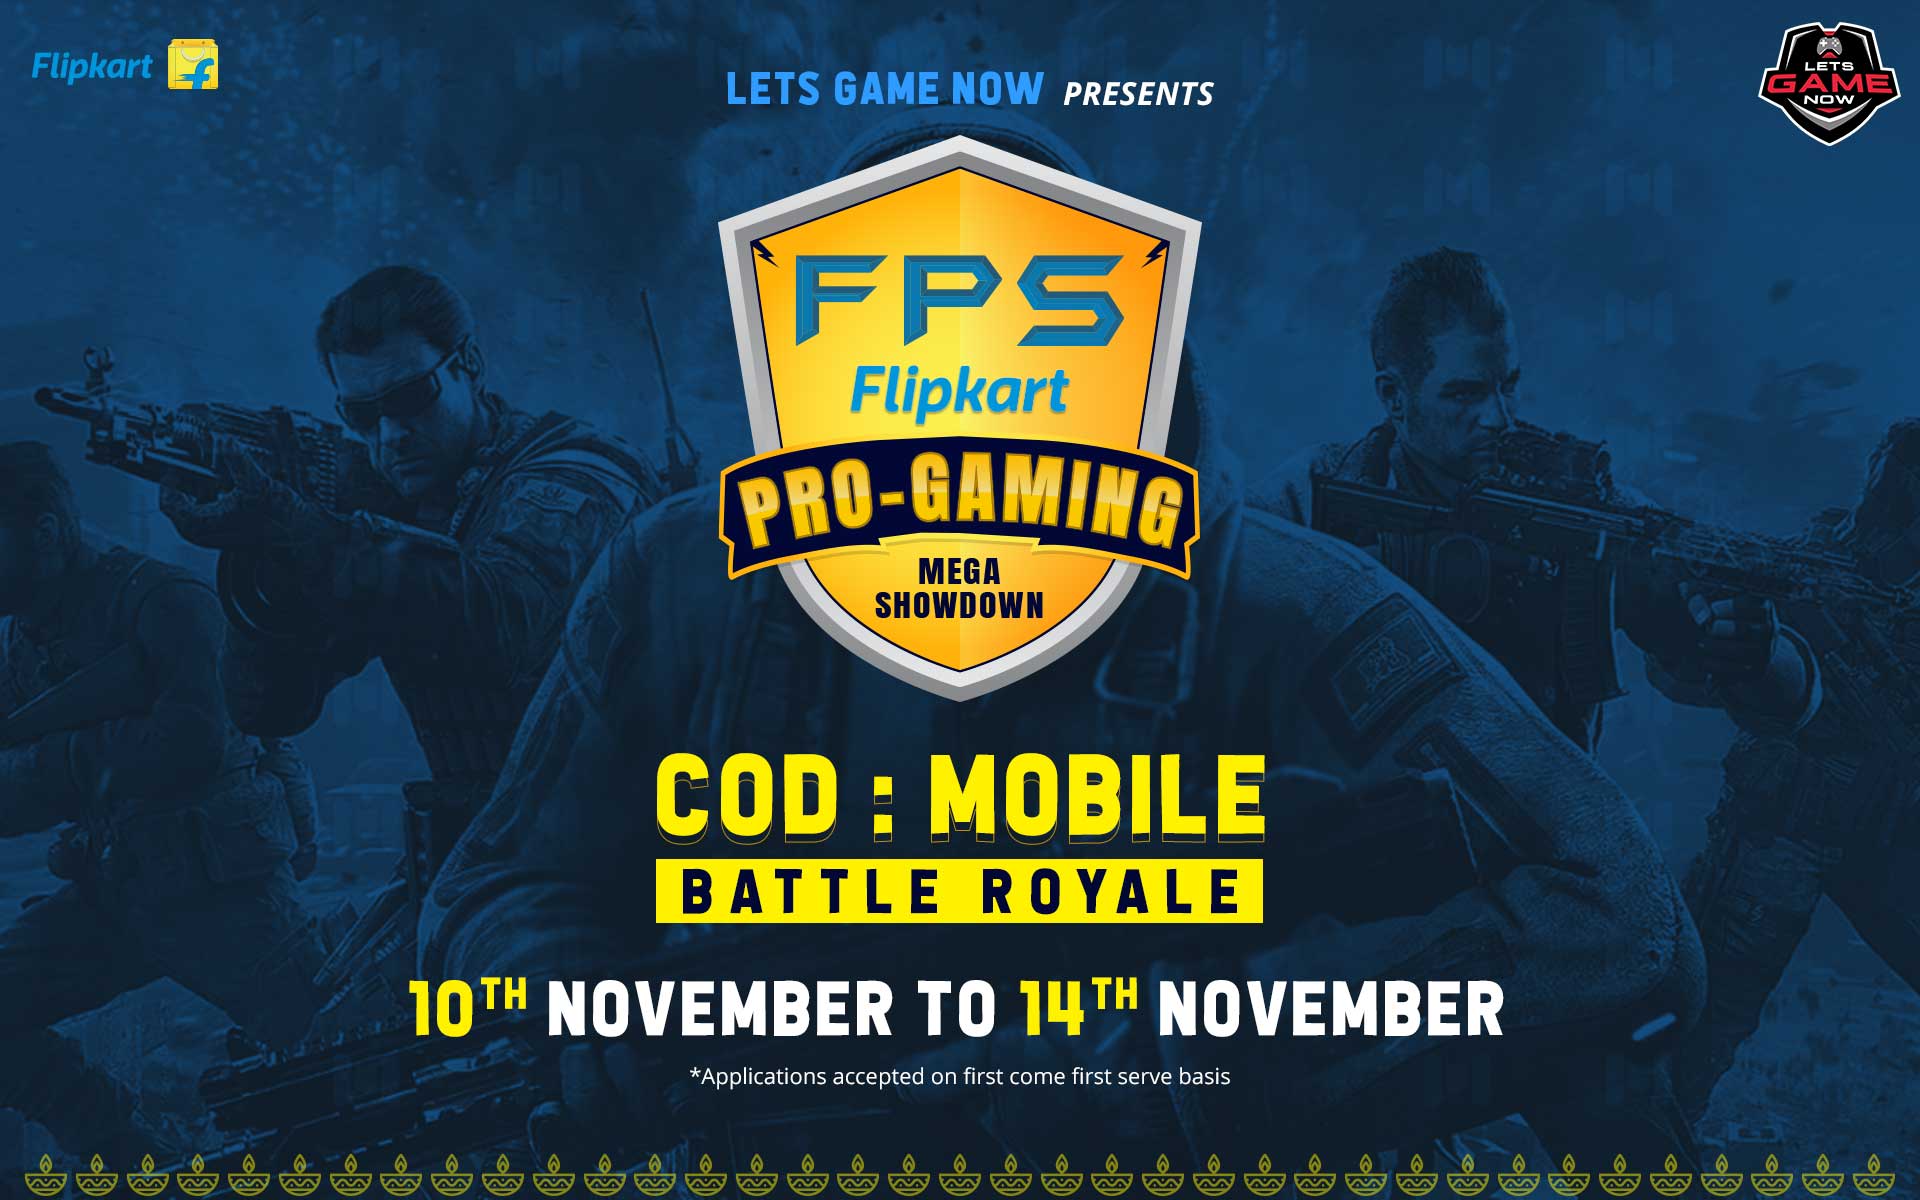 Flipkart
LETS GAME NOW PRESENTS
LETS
GAME
NOW
FPS
Flipkart
PRO-GAMING
MEGA
SHOWDOWN
COD : MOBILE
BATTLE ROYALE
10TH NOVEMBER TO 14TH NOVEMBER
*Applications accepted on first come first serve basis